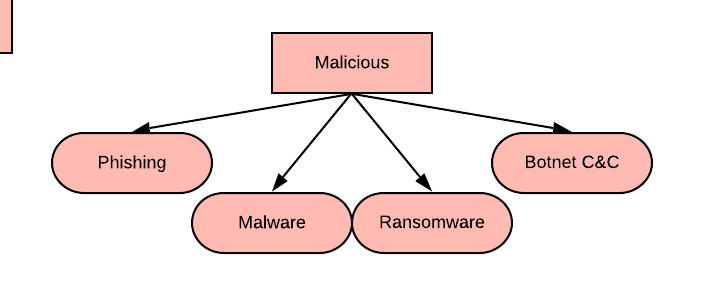 Malicious
Phishing
Botnet C&C
Malware
Ransomware